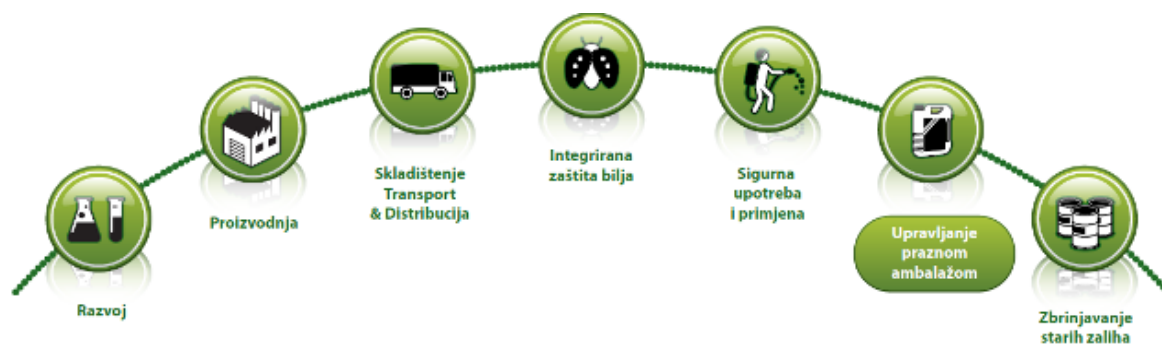 Razvoj
Proizvodnja
Skladištenje
Transport
& Distribucija
Integrirana
zaštita bilja
Sigurna
upotreba
i primjena
Upravljanje
praznom
ambalažom
Zbrinjavanje
starih zaliha